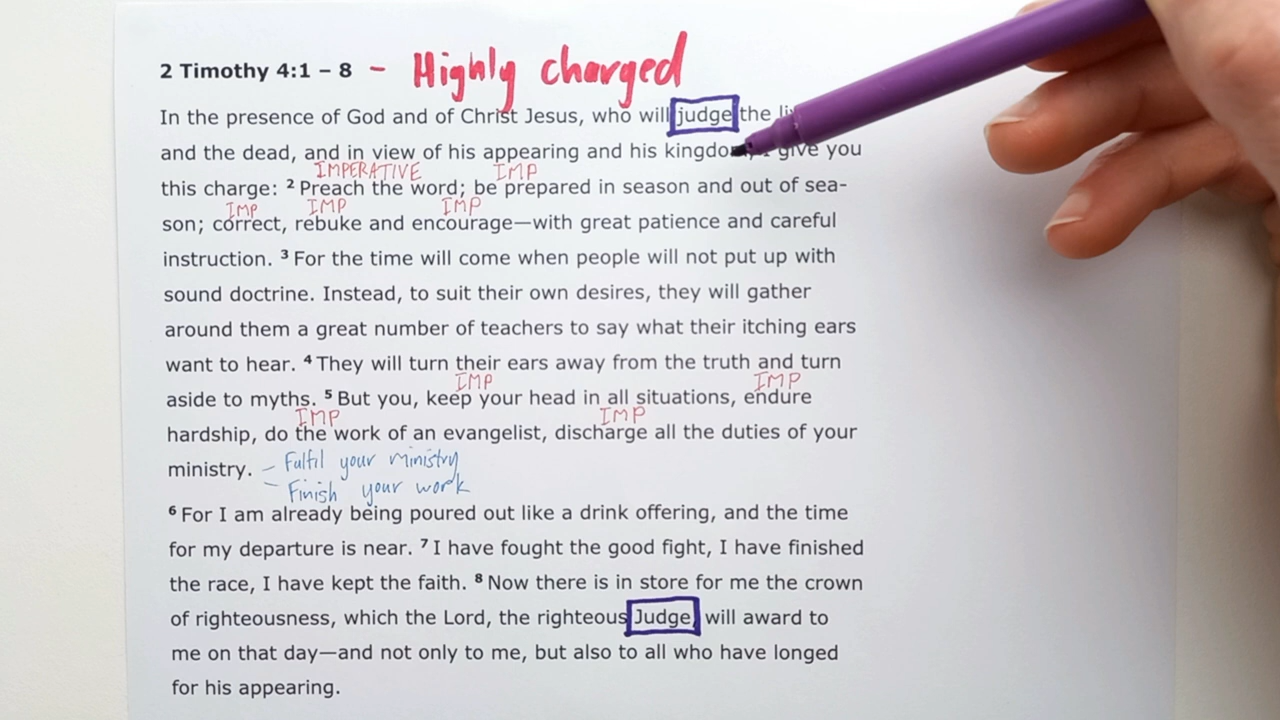 2 Timothy 4:1 – 8 - Highly charged
In the presence of God and of Christ Jesus, who will judge the
and the dead, and in view of his appearing and his give you
IMPERATIVE IMP
this charge: 2 Preach the word; be prepared in season and out of sea-
IMP IMP IMP
son; correct, rebuke and encourage—with great patience and careful
instruction. 3 For the time will come when people will not put up with
sound doctrine. Instead, to suit their own desires, they will gather
around them a great number of teachers to say what their itching ears
want to hear. 4 They will turn their ears away from the truth and turn
IMP IMP
aside to myths. 5 But you, keep your head in all situations, endure
IMP IMP
hardship, do the work of an evangelist, discharge all the duties of your
ministry. - Fulfil your ministry
- Finish your work
6 For I am already being poured out like a drink offering, and the time
for my departure is near. 7 I have fought the good fight, I have finished
the race, I have kept the faith. 8 Now there is in store for me the crown
of righteousness, which the Lord, the righteous Judge, will award to
me on that day—and not only to me, but also to all who have longed
for his appearing.